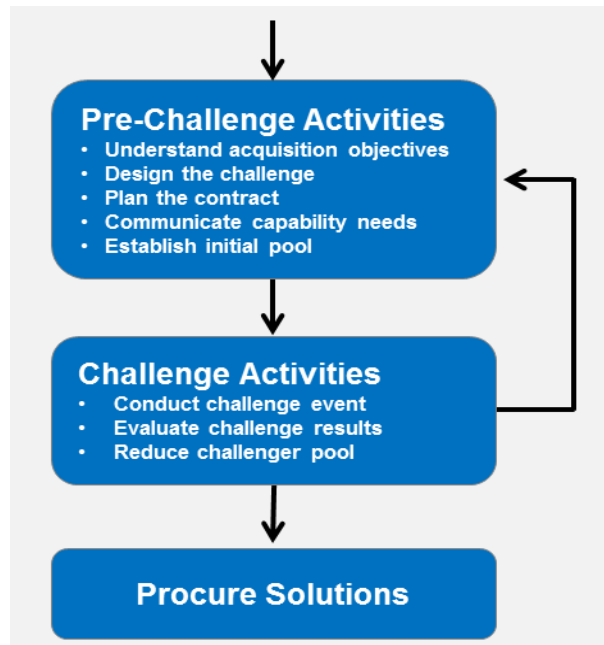 Pre-Challenge Activities
• Understand acquisition objectives
• Design the challenge
• Plan the contract
• Communicate capability needs
• Establish initial pool
Challenge Activities
• Conduct challenge event
• Evaluate challenge results
• Reduce challenger pool
Procure Solutions